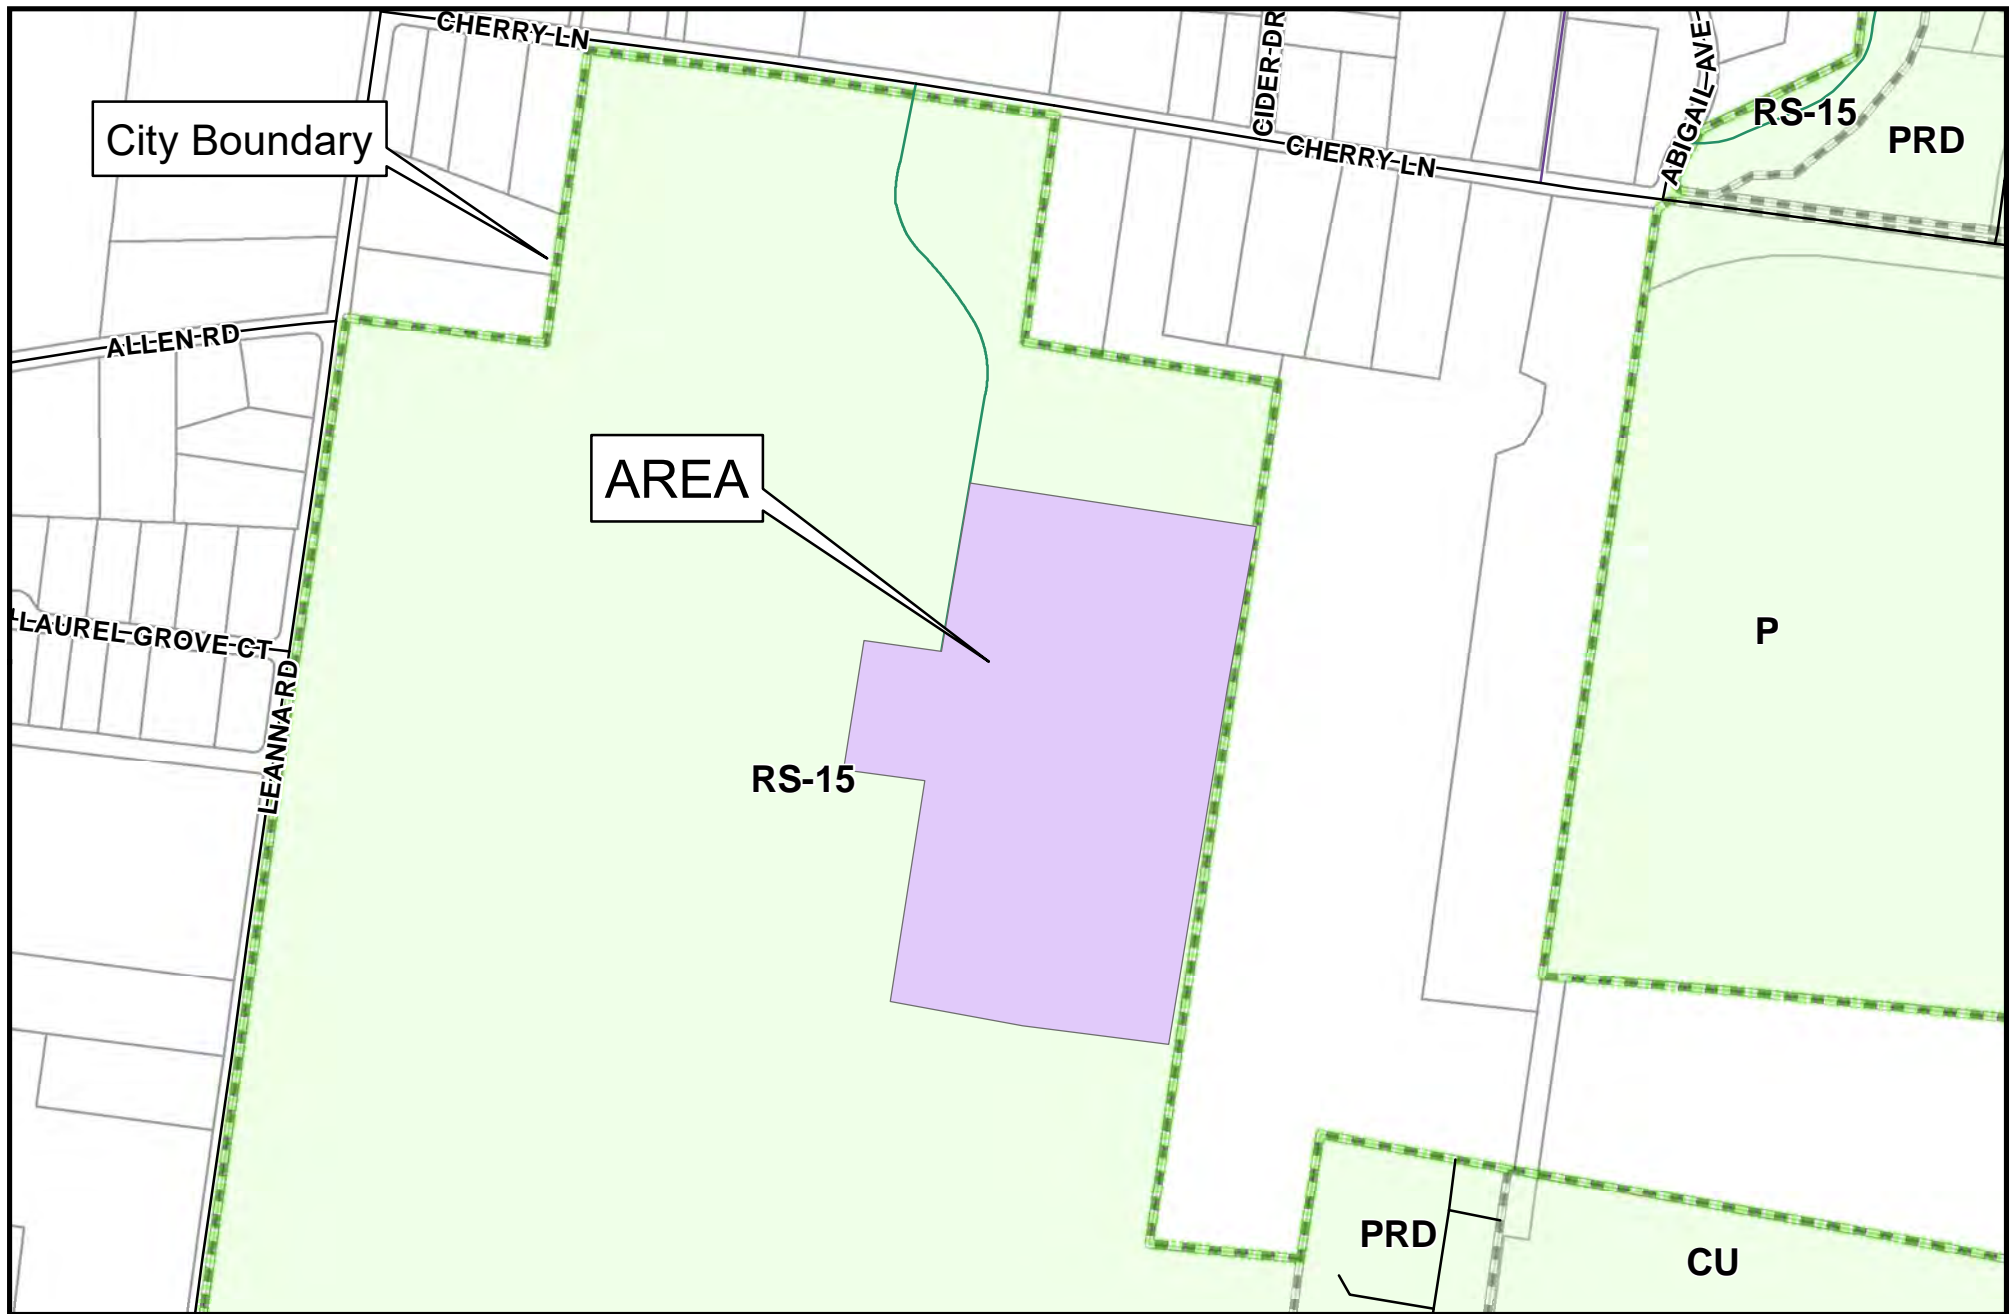 CHERRY LN
CIDER DR
ABIGAIL AVE
RS-15
PRD
City Boundary
CHERRY LN
ALLEN RD
AREA
LAUREL GROVE CT
P
LEANNA RD
RS-15
PRD
CU